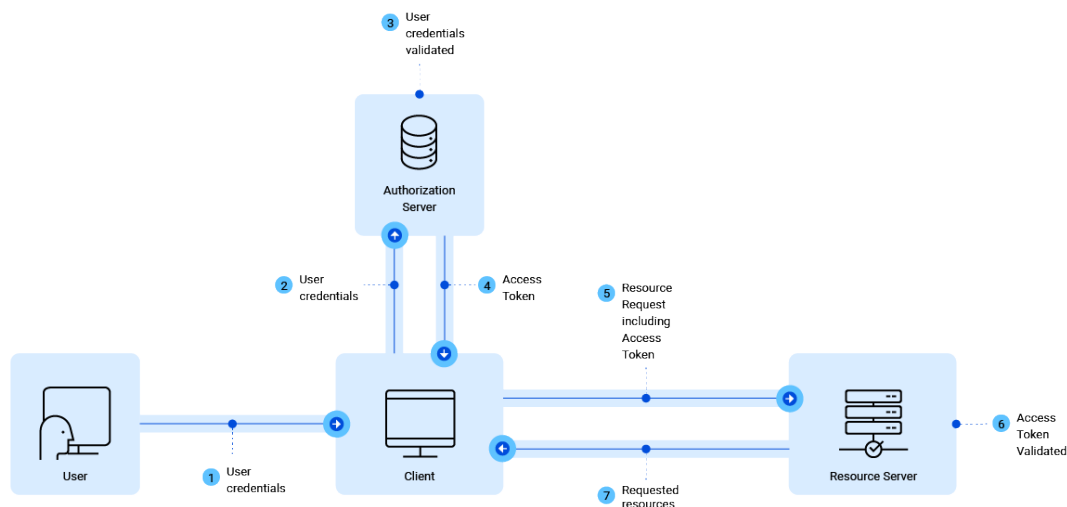 3
User
credentials
validated
Authorization
Server
2
User
credentials
4
Access
Token
5
Resource
Request
including
Access
Token
User
1
User
credentials
Client
Resource Server
6
Access
Token
Validated
7
Requested
resources